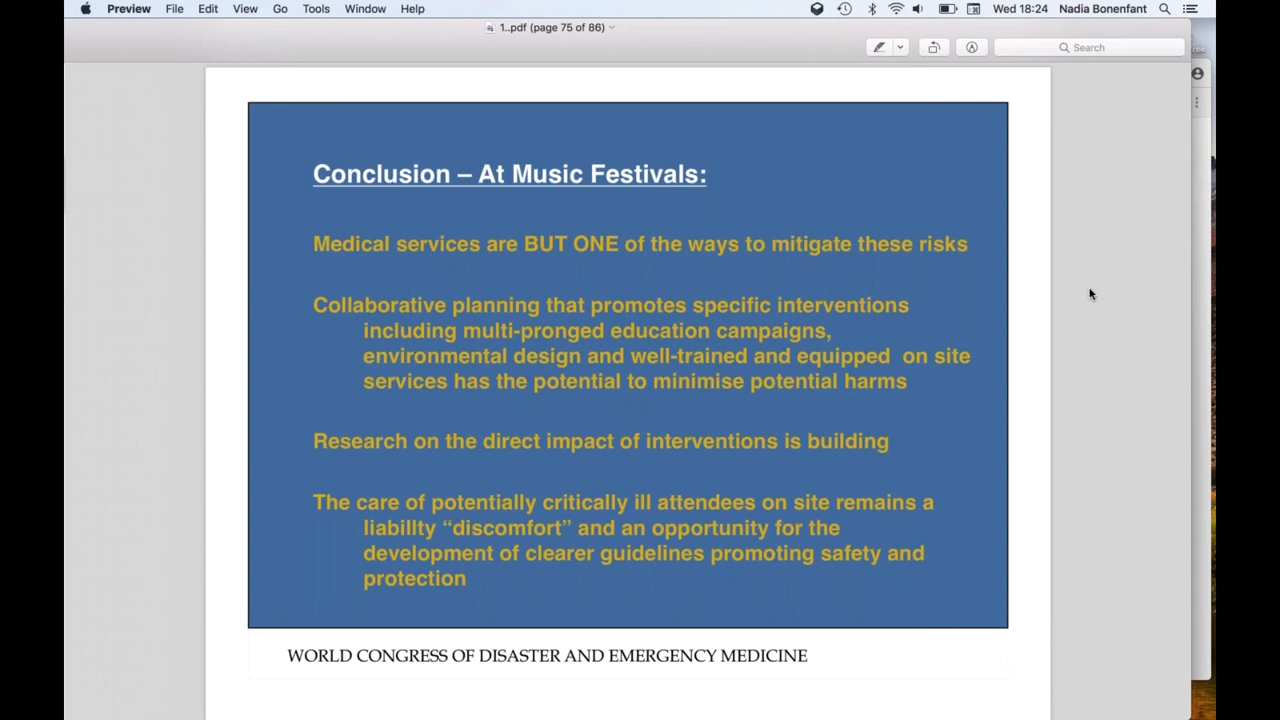 Preview File Edit View Go Tools Window Help Wed 18:24 Nadia Bonenfant
1..pdf (page 75 of 86)
Search
Conclusion – At Music Festivals:
Medical services are BUT ONE of the ways to mitigate these risks
Collaborative planning that promotes specific interventions
including multi-pronged education campaigns,
environmental design and well-trained and equipped on site
services has the potential to minimise potential harms
Research on the direct impact of interventions is building
The care of potentially critically ill attendees on site remains a
liabillty “discomfort” and an opportunity for the
development of clearer guidelines promoting safety and
protection
WORLD CONGRESS OF DISASTER AND EMERGENCY MEDICINE